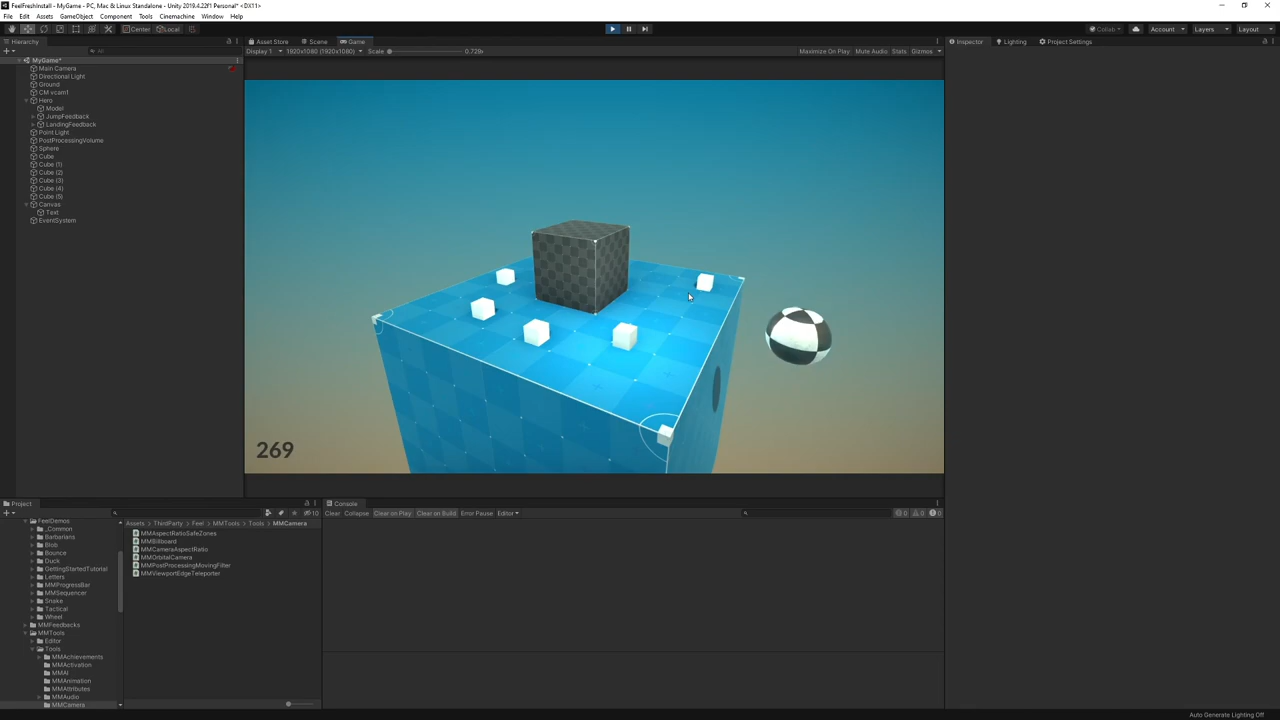 FeelFreshInstall - MyGame - PC, Mac & Linux Standalone - Unity 2019.4.22f1 Personal* <DX11>
File Edit Assets GameObject Component Tools Cinemachine Window Help
Center Local Collab Account Layers Layout
Hierarchy Asset Store Scene Game Inspector Lighting Project Settings
All Display 1 1920x1080 (1920x1080) Scale 0.729x Maximize On Play Mute Audio Stats Gizmos
MyGame*
Main Camera
Directional Light
Ground
CM vcam1
Hero
Model
JumpFeedback
LandingFeedback
Point Light
PostProcessingVolume
Sphere
Cube
Cube (1)
Cube (2)
Cube (3)
Cube (4)
Cube (5)
Canvas
Text
EventSystem
269
Project
10
FeelDemos
_Common
Barbarians
Blob
Bounce
Duck
GettingStartedTutorial
Letters
MMProgressBar
MMSequencer
Snake
Tactical
Wheel
MMFeedbacks
MMTools
Editor
Tools
MMAchievements
MMActivation
MMAI
MMAnimation
MMAttributes
MMAudio
MMCamera
Assets > ThirdParty > Feel > MMTools > Tools > MMCamera
MMAspectRatioSafeZones
MMBillboard
MMCameraAspectRatio
MMOrbitalCamera
MMPostProcessingMovingFilter
MMViewportEdgeTeleporter
Console
Clear Collapse Clear on Play Clear on Build Error Pause Editor 0 0 0
Auto Generate Lighting Off